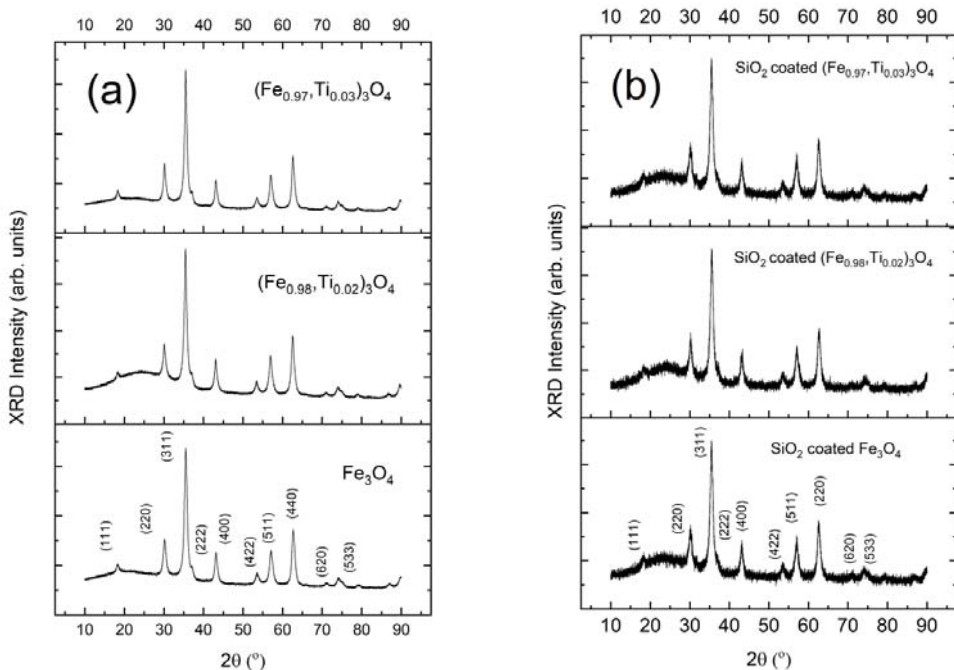 10 20 30 40 50 60 70 80 90
(a)
(Fe0.97,Ti0.03)3O4
(Fe0.98,Ti0.02)3O4
Fe3O4
(111)
(220)
(311)
(222)
(400)
(422)
(511)
(440)
(620)
(533)
XRD Intensity (arb. units)
10 20 30 40 50 60 70 80 90
2θ (º)
10 20 30 40 50 60 70 80 90
(b)
SiO2 coated (Fe0.97,Ti0.03)3O4
SiO2 coated (Fe0.98,Ti0.02)3O4
SiO2 coated Fe3O4
(111)
(220)
(311)
(222)
(400)
(422)
(511)
(220)
(620)
(533)
XRD Intensity (arb. units)
10 20 30 40 50 60 70 80 90
2θ (º)